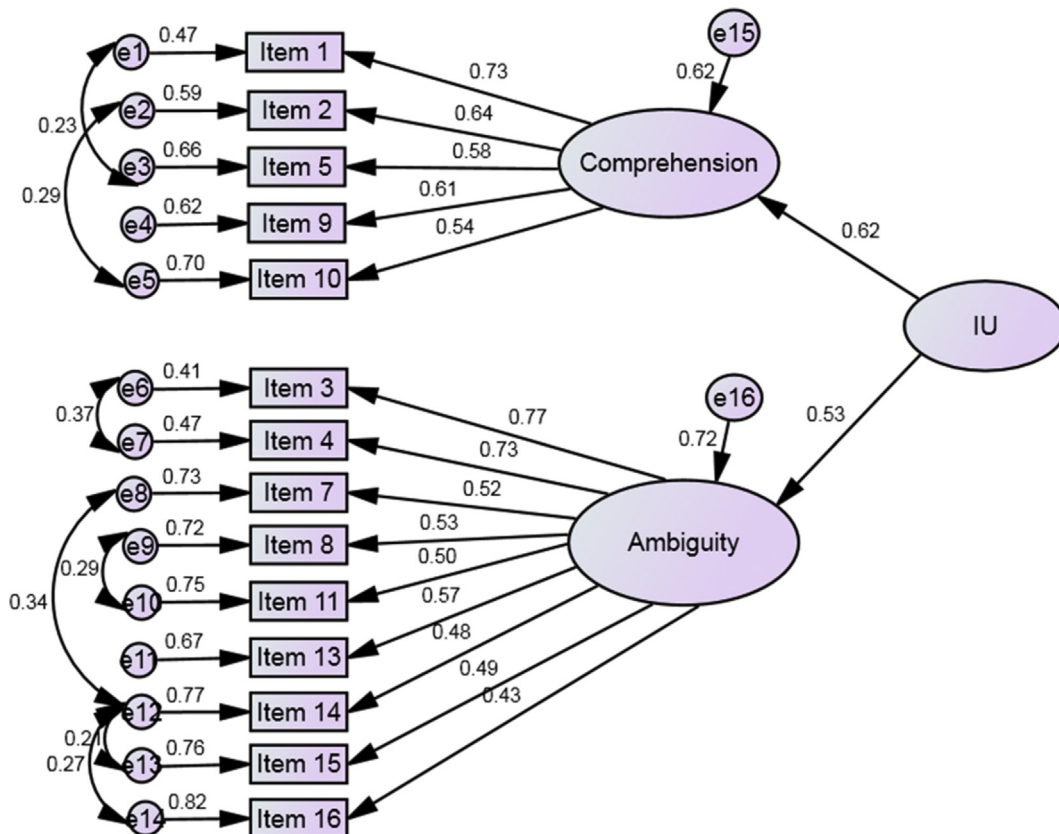 e15
e1 0.47 Item 1
0.73
0.62
e2 0.59 Item 2
0.64
0.23
e3 0.66 Item 5
0.58
Comprehension
0.29
e4 0.62 Item 9
0.61
0.54
e5 0.70 Item 10
0.62
IU
e6 0.41 Item 3
0.77
e16
0.37
e7 0.47 Item 4
0.73
0.72
0.53
e8 0.73 Item 7
0.52
e9 0.72 Item 8
0.53
Ambiguity
0.29
0.34
e10 0.75 Item 11
0.50
0.57
e11 0.67 Item 13
0.48
e12 0.77 Item 14
0.49
0.43
0.21
0.27
e13 0.76 Item 15
e14 0.82 Item 16